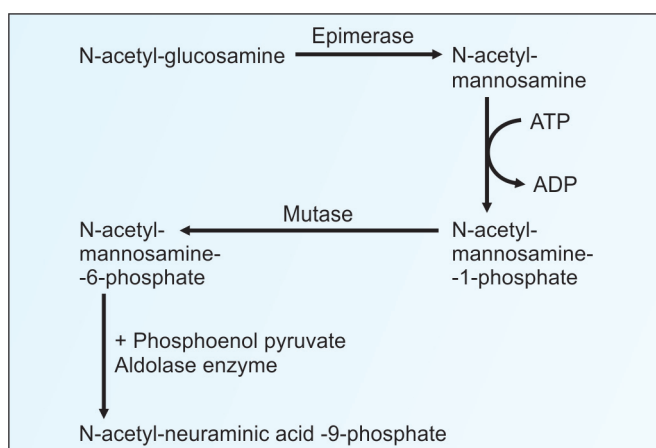 Epimerase
N-acetyl-glucosamine
N-acetyl-
mannosamine
ATP
ADP
Mutase
N-acetyl-
mannosamine-
-1-phosphate
N-acetyl-
mannosamine-
-6-phosphate
+ Phosphoenol pyruvate
Aldolase enzyme
N-acetyl-neuraminic acid -9-phosphate